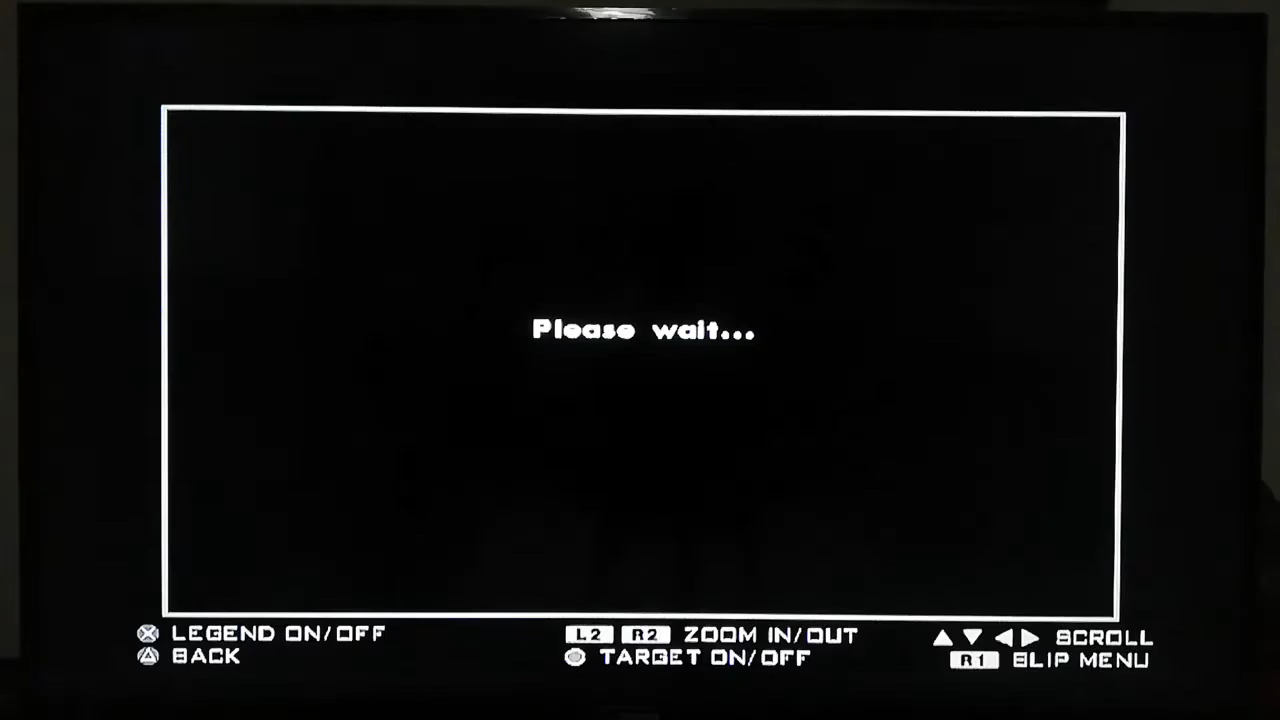 Please wait...
LEGEND ON/OFF
L2 R2 ZOOM IN/OUT
SCROLL
BACK
TARGET ON/OFF
R1 BLIP MENU